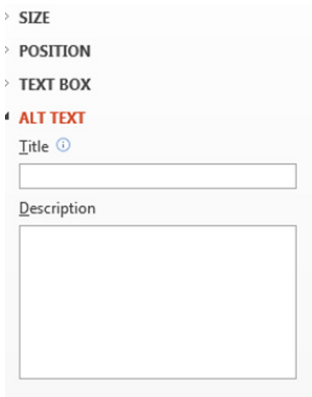 SIZE
POSITION
TEXT BOX
ALT TEXT
Title
Description